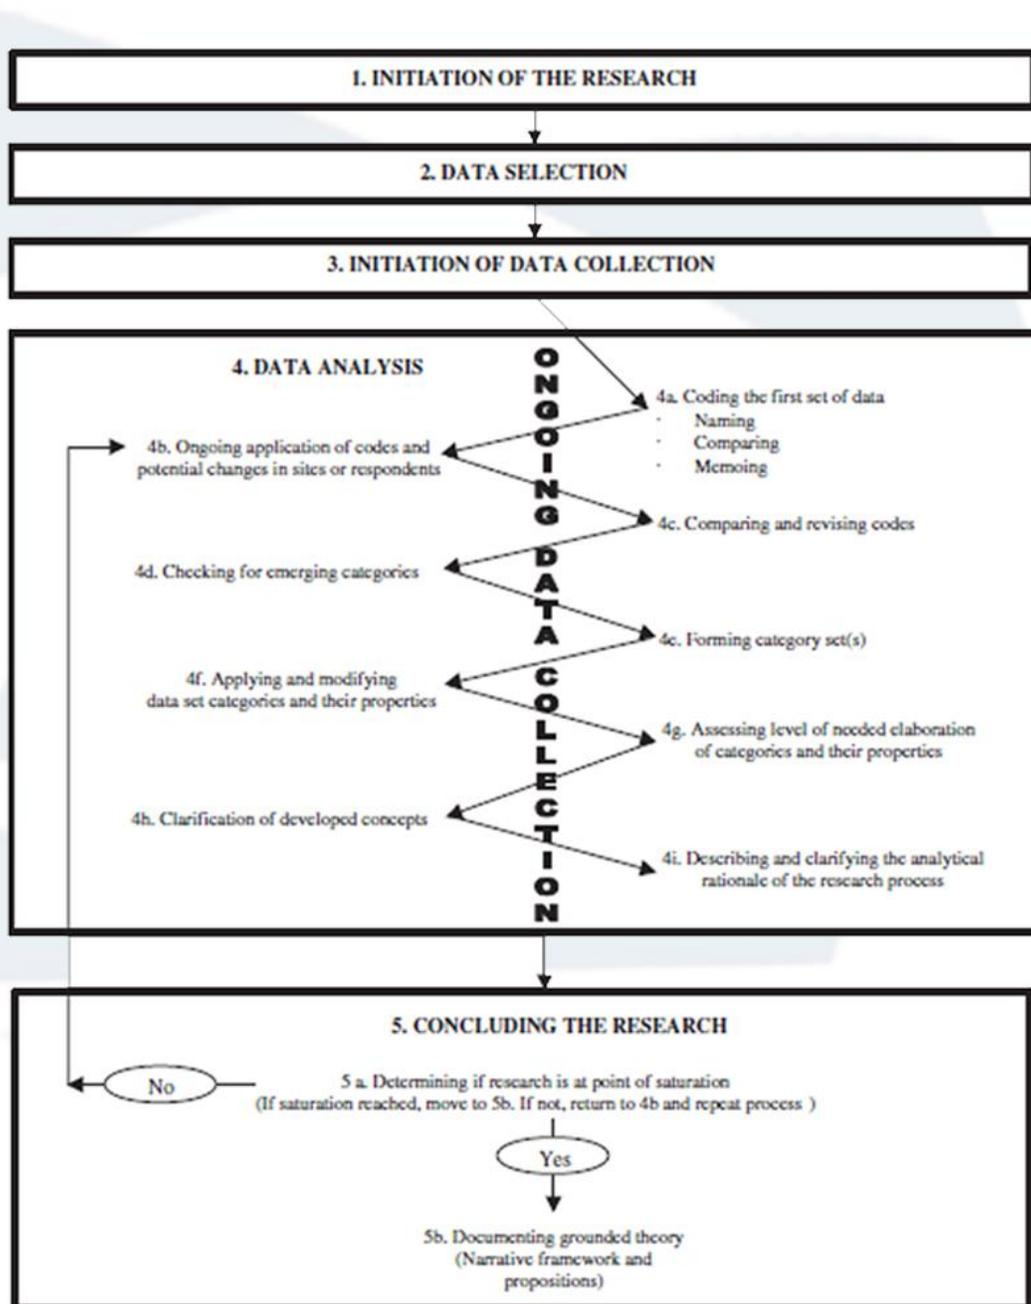 1. INITIATION OF THE RESEARCH
2. DATA SELECTION
3. INITIATION OF DATA COLLECTION
4. DATA ANALYSIS
ONGOING DATA COLLECTION
4a. Coding the first set of data
· Naming
· Comparing
· Memoing
4b. Ongoing application of codes and
potential changes in sites or respondents
4c. Comparing and revising codes
4d. Checking for emerging categories
4e. Forming category set(s)
4f. Applying and modifying
data set categories and their properties
4g. Assessing level of needed elaboration
of categories and their properties
4h. Clarification of developed concepts
4i. Describing and clarifying the analytical
rationale of the research process
5. CONCLUDING THE RESEARCH
5 a. Determining if research is at point of saturation
(If saturation reached, move to 5b. If not, return to 4b and repeat process )
No
Yes
5b. Documenting grounded theory
(Narrative framework and
propositions)